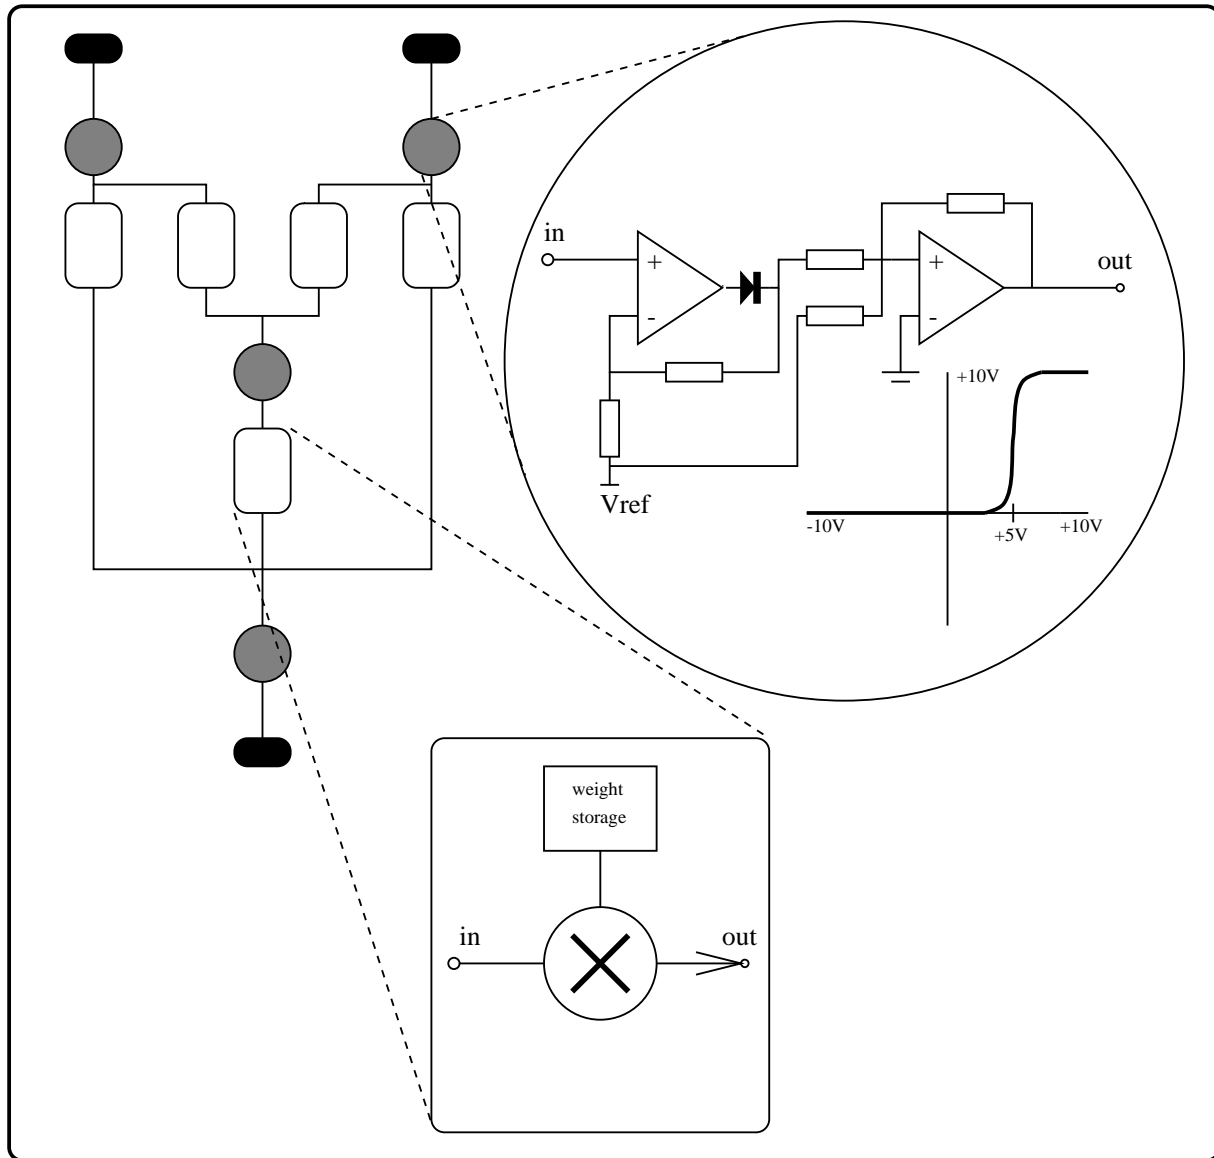 in
+
-
+
-
out
Vref
+10V
-10V
+5V
+10V
weight
storage
in
out